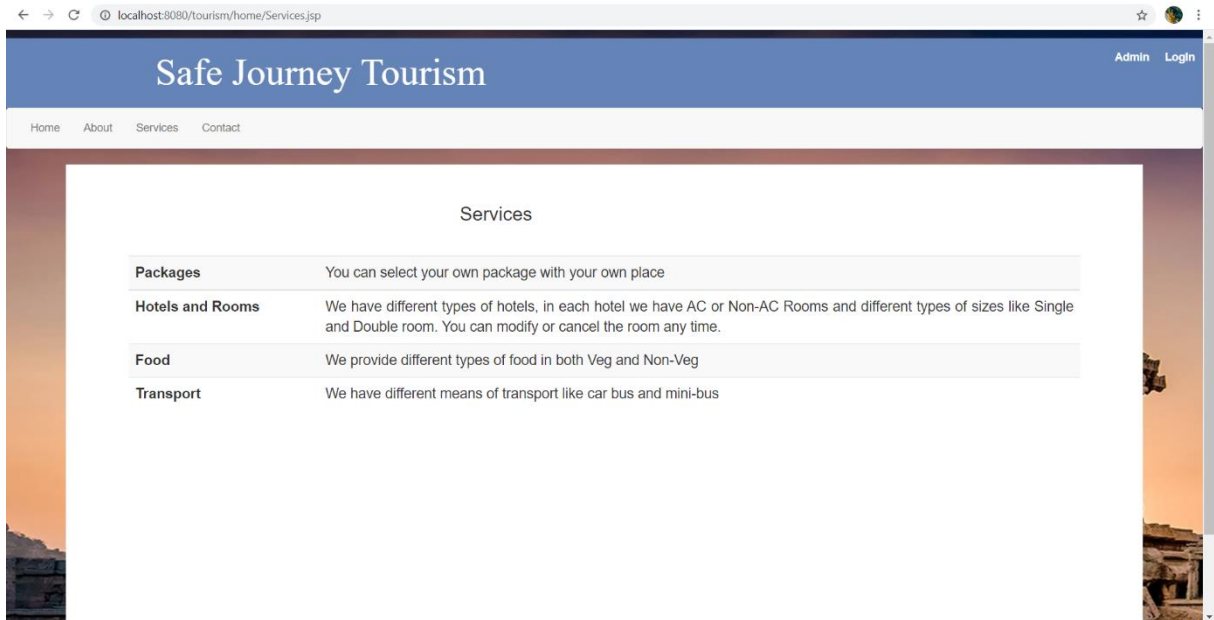 localhost:8080/tourism/home/Services.jsp
Admin LogIn
Safe Journey Tourism
Home About Services Contact
Services
Packages You can select your own package with your own place
Hotels and Rooms We have different types of hotels, in each hotel we have AC or Non-AC Rooms and different types of sizes like Single
and Double room. You can modify or cancel the room any time.
Food We provide different types of food in both Veg and Non-Veg
Transport We have different means of transport like car bus and mini-bus